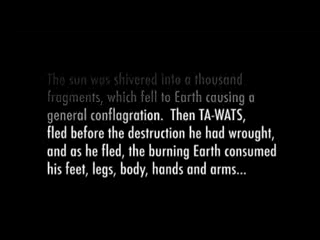 The sun was shivered into a thousand
fragments, which fell to Earth causing a
general conflagration. Then TA-WATS,
fled before the destruction he had wrought,
and as he fled, the burning Earth consumed
his feet, legs, body, hands and arms...